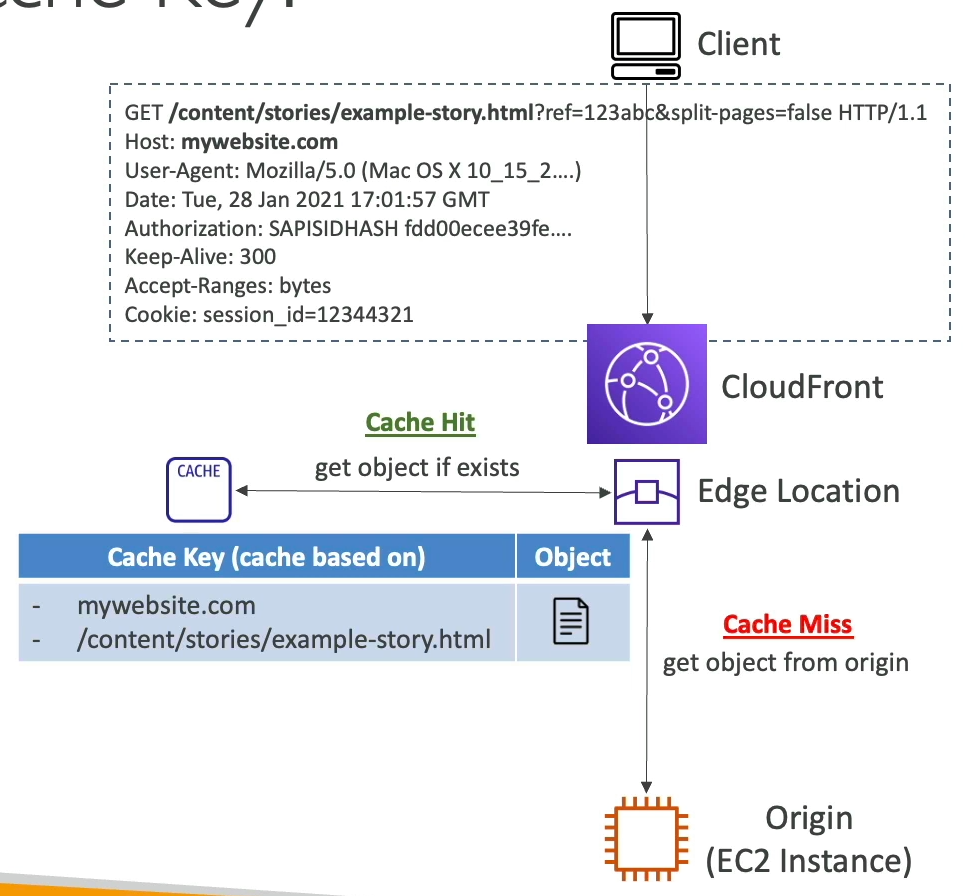 Cache Key?
Client
GET /content/stories/example-story.html?ref=123abc&split-pages=false HTTP/1.1
Host: mywebsite.com
User-Agent: Mozilla/5.0 (Mac OS X 10_15_2....)
Date: Tue, 28 Jan 2021 17:01:57 GMT
Authorization: SAPISIDHASH fdd00ecee39fe....
Keep-Alive: 300
Accept-Ranges: bytes
Cookie: session_id=12344321
CloudFront
Cache Hit
get object if exists
CACHE
Edge Location
Cache Key (cache based on) Object
- mywebsite.com
- /content/stories/example-story.html
Cache Miss
get object from origin
Origin
(EC2 Instance)